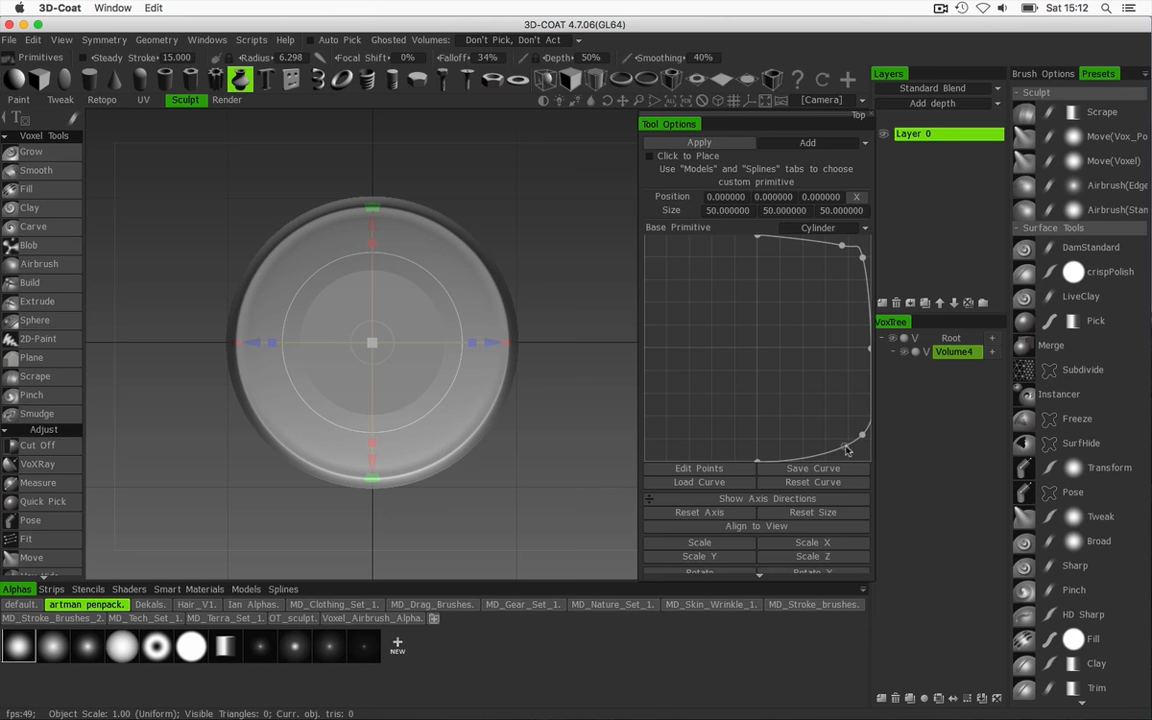 3D-Coat Window Edit Sat 15:12
3D-COAT 4.7.06(GL64)
File Edit View Symmetry Geometry Windows Scripts Help Auto Pick Ghosted Volumes: Don't Pick, Don't Act
Primitives Steady Stroke 15.000 Radius 6.298 Focal Shift 0% Falloff 34% Depth 50% Smoothing 40%
Paint Tweak Retopo UV Sculpt Render [Camera]
Top
Voxel Tools
Grow
Smooth
Fill
Clay
Carve
Blob
Airbrush
Build
Extrude
Sphere
2D-Paint
Plane
Scrape
Pinch
Smudge
Adjust
Cut Off
VoXRay
Measure
Quick Pick
Pose
Fit
Move
Tool Options
Apply Add
Click to Place
Use "Models" and "Splines" tabs to choose
custom primitive
Position 0.000000 0.000000 0.000000 X
Size 50.000000 50.000000 50.000000
Base Primitive Cylinder
Edit Points Save Curve
Load Curve Reset Curve
Show Axis Directions
Reset Axis Reset Size
Align to View
Scale Scale X
Scale Y Scale Z
Layers
Standard Blend
Add depth
Layer 0
VoxTree
V Root +
V Volume4 +
Brush Options Presets
Sculpt
Scrape
Move(Vox_Po
Move(Voxel)
Airbrush(Edge
Airbrush(Stan
Surface Tools
DamStandard
crispPolish
LiveClay
Pick
Merge
Subdivide
Instancer
Freeze
SurfHide
Transform
Pose
Tweak
Broad
Sharp
Pinch
HD Sharp
Fill
Clay
Trim
Alphas Strips Stencils Shaders Smart Materials Models Splines
default. artman penpack. Dekals. Hair_V1. Ian Alphas. MD_Clothing_Set_1. MD_Drag_Brushes. MD_Gear_Set_1. MD_Nature_Set_1. MD_Skin_Wrinkle_1. MD_Stroke_brushes.
MD_Stroke_Brushes_2. MD_Tech_Set_1. MD_Terra_Set_1. OT_sculpt. Voxel_Airbrush_Alpha.
NEW
fps:49; Object Scale: 1.00 (Uniform); Visible Triangles: 0; Curr. obj. tris: 0